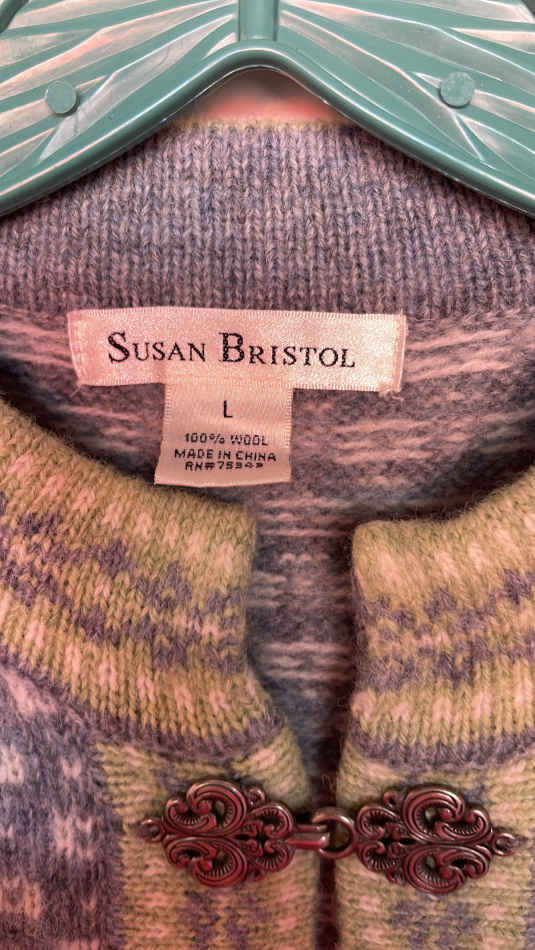 SUSAN BRISTOL
L
100% WOOL
MADE IN CHINA